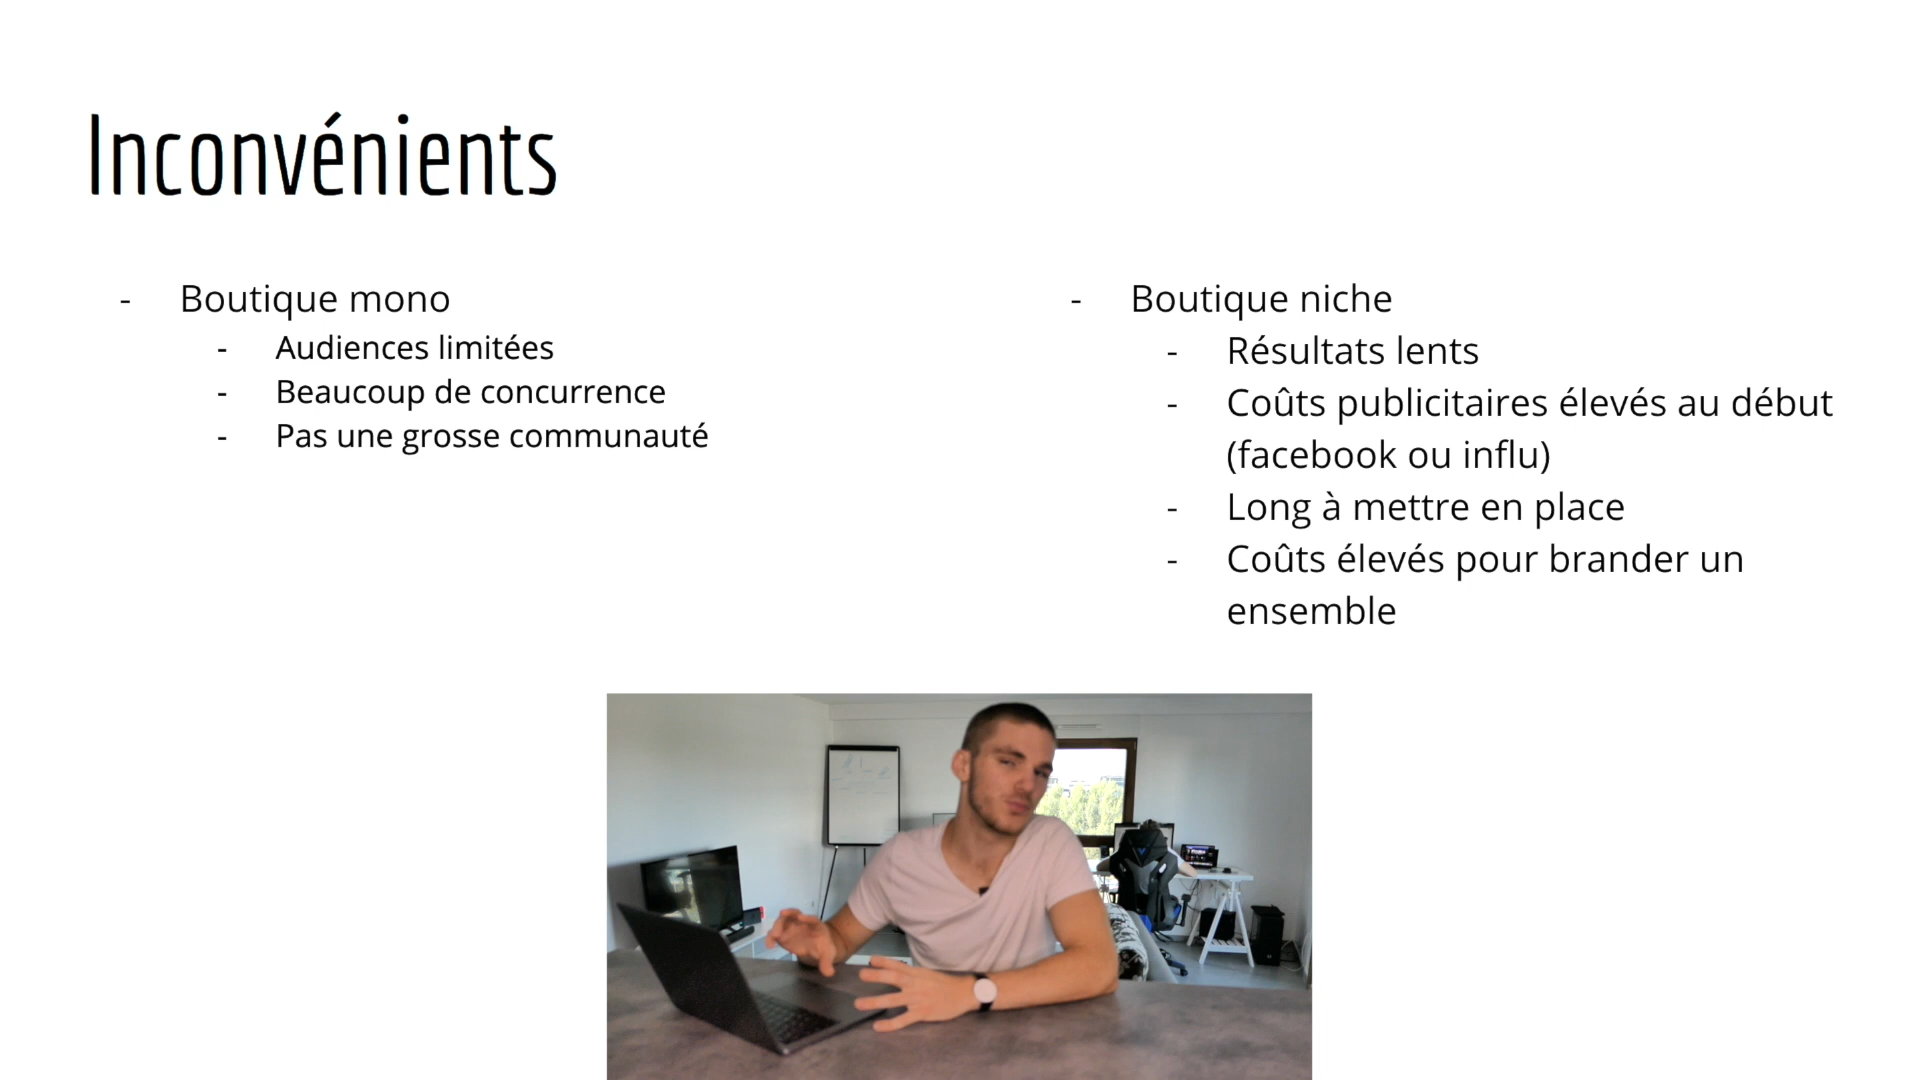 Inconvénients
- Boutique mono
- Audiences limitées
- Beaucoup de concurrence
- Pas une grosse communauté
- Boutique niche
- Résultats lents
- Coûts publicitaires élevés au début
(facebook ou influ)
- Long à mettre en place
- Coûts élevés pour brander un
ensemble